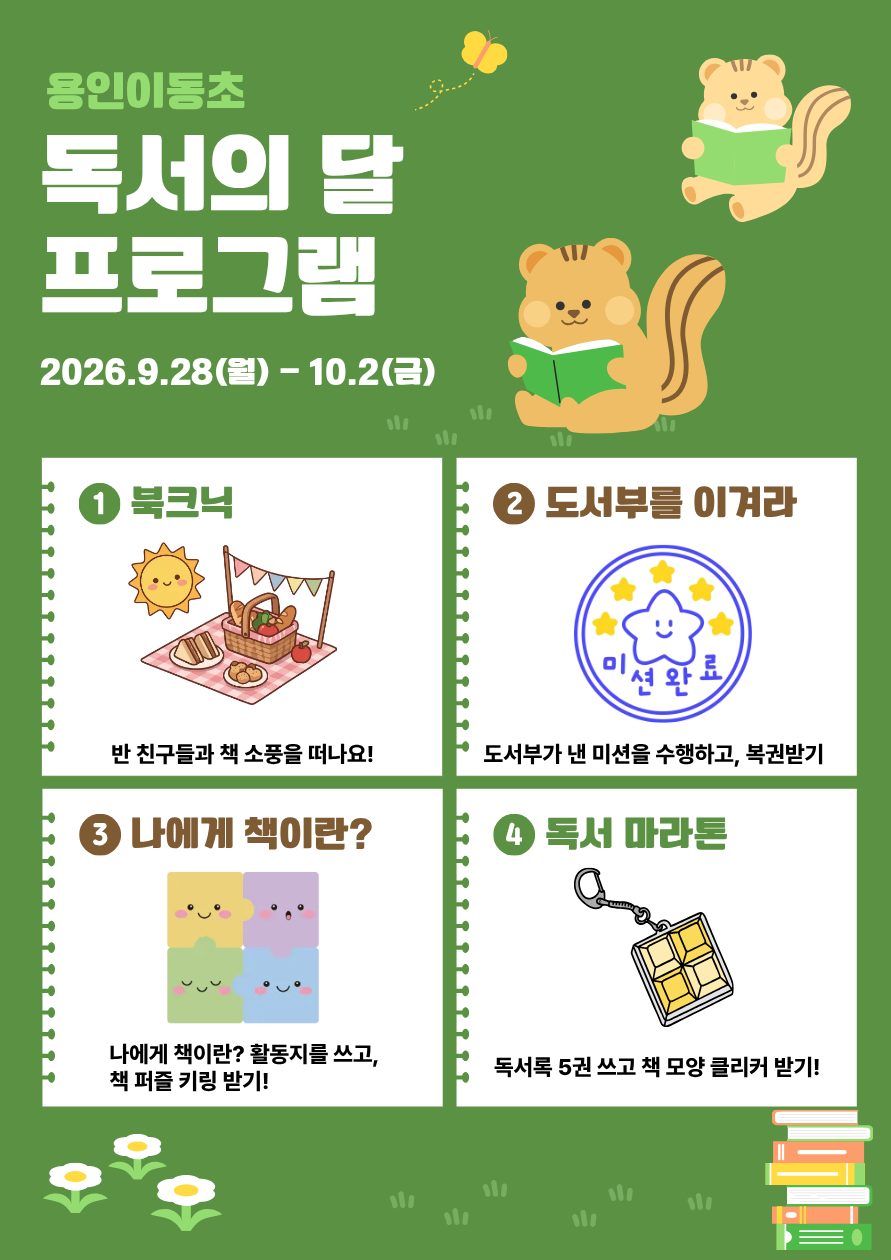 용인이동초
독서의 달
프로그램
2026.9.28(월) - 10.2(금)
1 북크닉
반 친구들과 책 소풍을 떠나요!
2 도서부를 이겨라
미션완료
도서부가 낸 미션을 수행하고, 복권받기
3 나에게 책이란?
나에게 책이란? 활동지를 쓰고,
책 퍼즐 키링 받기!
4 독서 마라톤
독서록 5권 쓰고 책 모양 클리커 받기!